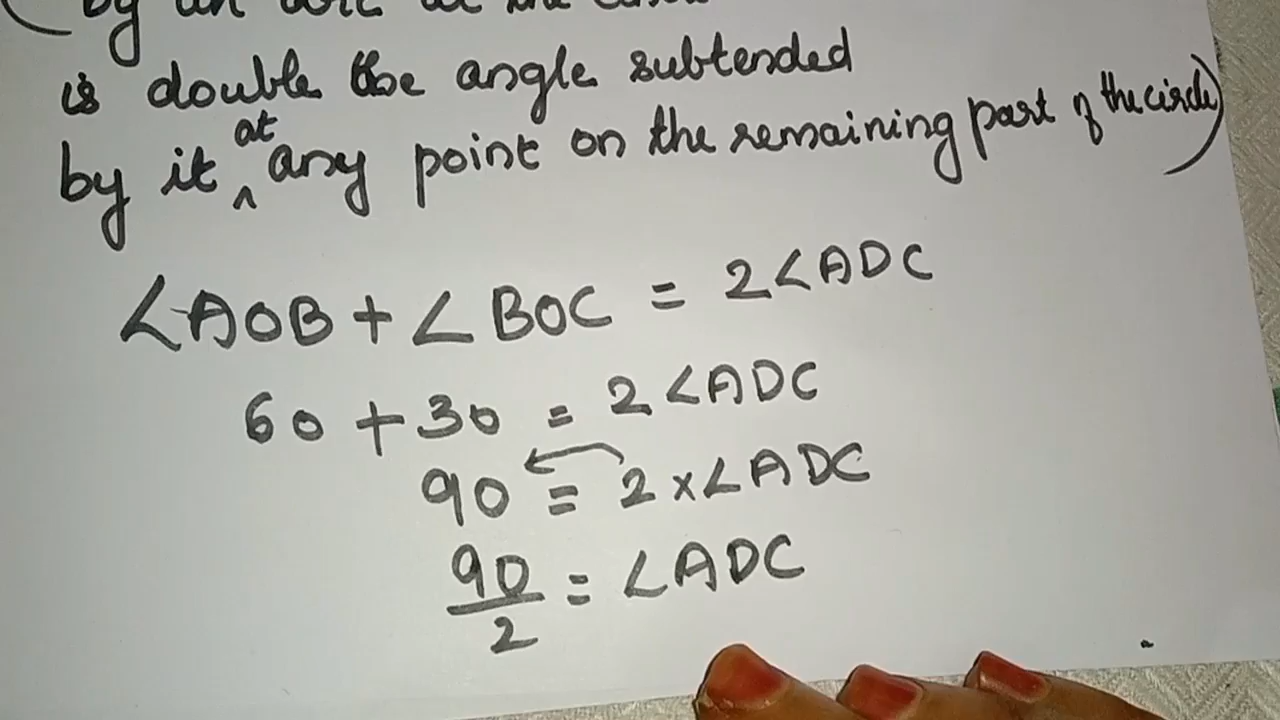 is double the angle subtended
by it ^ at any point on the remaining part of the circle)
∠AOB + ∠BOC = 2∠ADC
60 + 30 = 2∠ADC
90 = 2×∠ADC
90/2 = ∠ADC